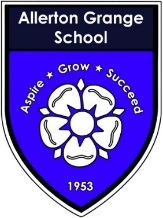 Allerton Grange
School
Aspire ★ Grow ★ Succeed
1953